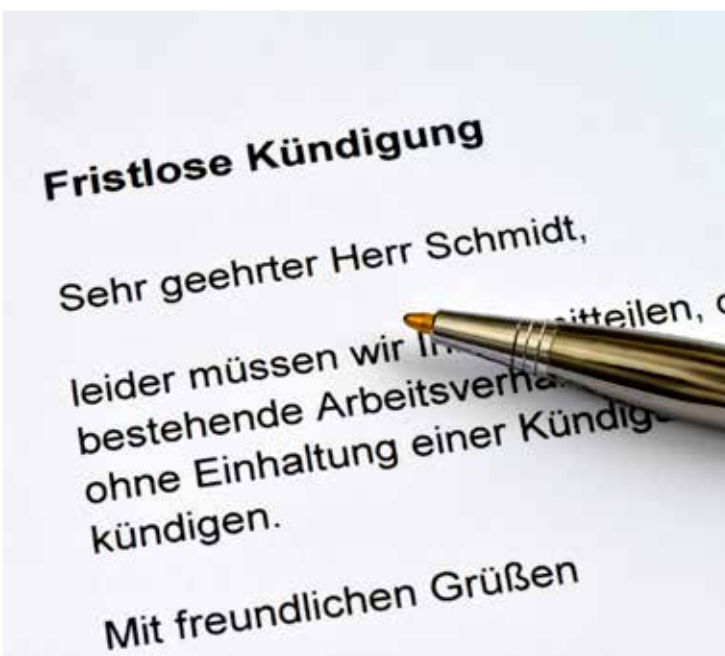 Fristlose Kündigung
Sehr geehrter Herr Schmidt,
leider müssen wir
bestehende
ohne Einhaltung einer
kündigen.
Mit freundlichen Grüßen